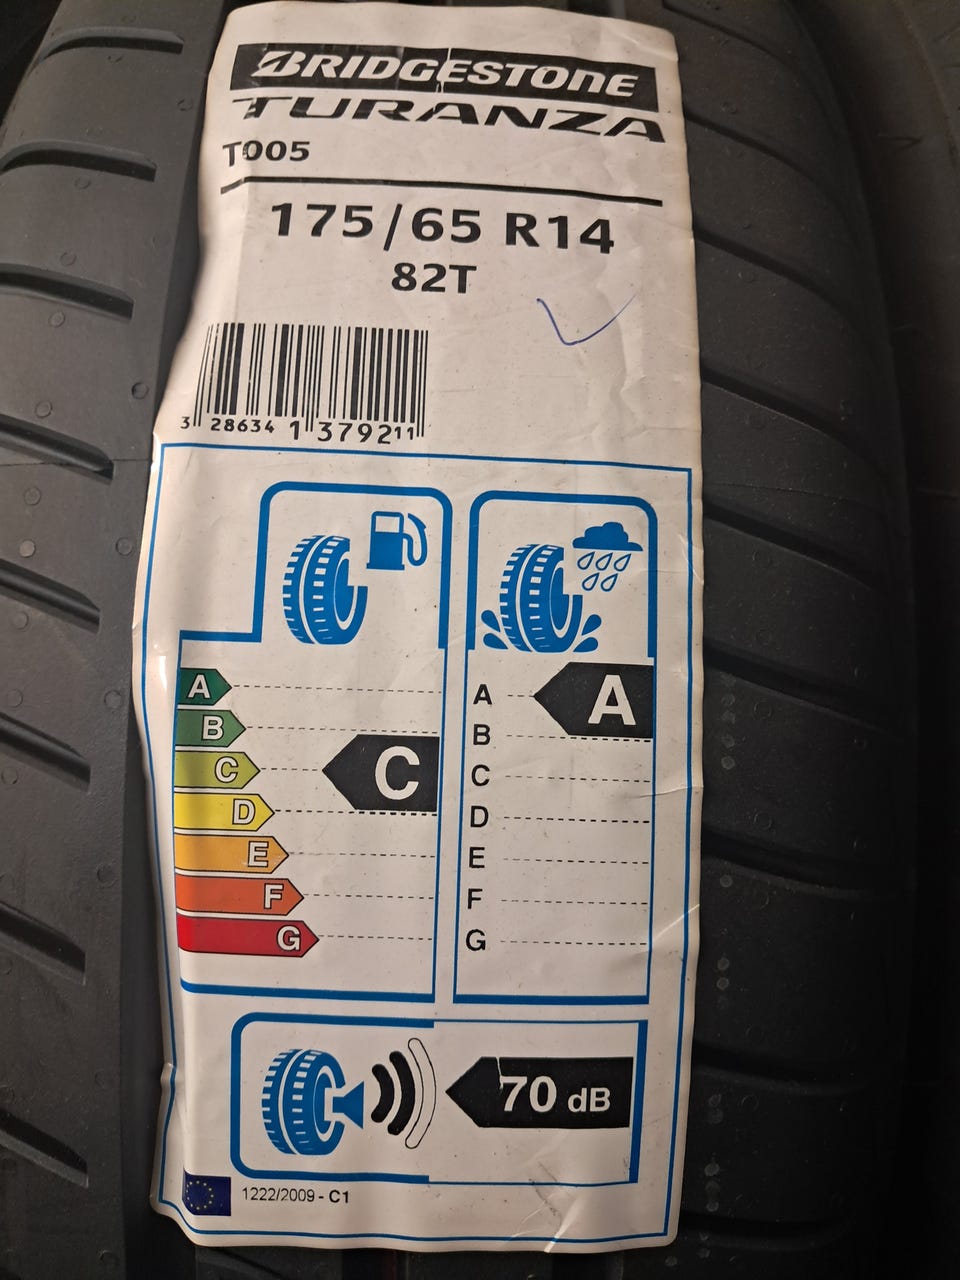 BRIDGESTONE
TURANZA
T005
175/65 R14
82T
3 286341 379211
A
B
C
D
E
F
G
C
A
B
C
D
E
F
G
A
70 dB
1222/2009 - C1